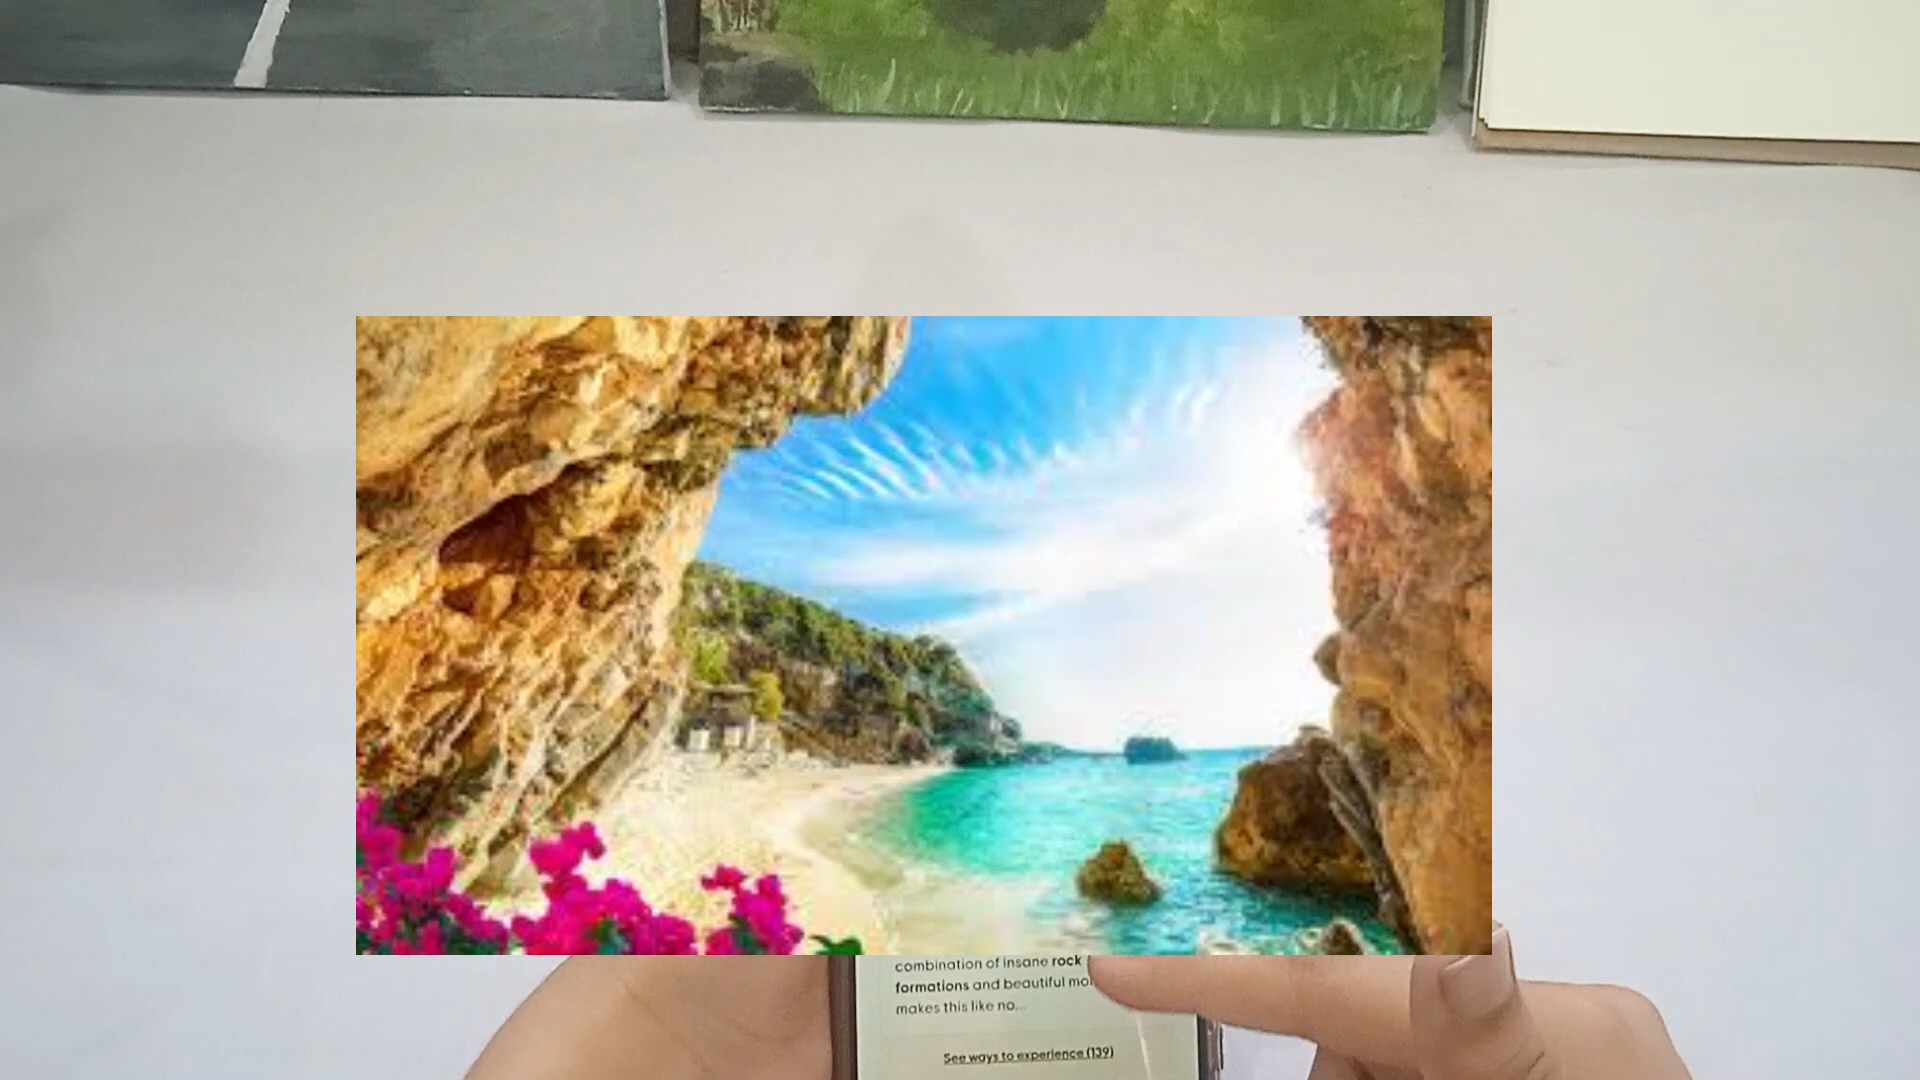 combination of insane rock
formations and beautiful
makes this like no...
See ways to experience (139)